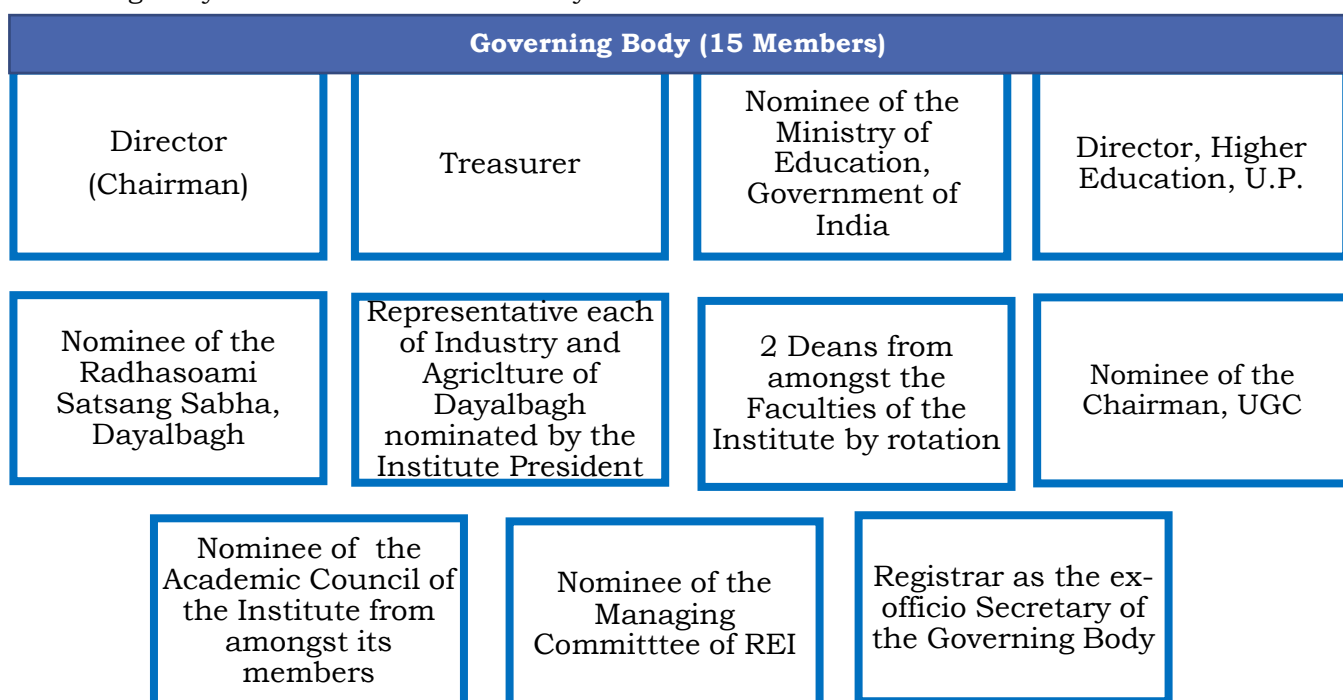 Governing Body (15 Members)
Director
(Chairman)
Treasurer
Nominee of the
Ministry of
Education,
Government of
India
Director, Higher
Education, U.P.
Nominee of the
Radhasoami
Satsang Sabha,
Dayalbagh
Representative each
of Industry and
Agriclture of
Dayalbagh
nominated by the
Institute President
2 Deans from
amongst the
Faculties of the
Institute by rotation
Nominee of the
Chairman, UGC
Nominee of the
Academic Council of
the Institute from
amongst its
members
Nominee of the
Managing
Committtee of REI
Registrar as the ex-
officio Secretary of
the Governing Body